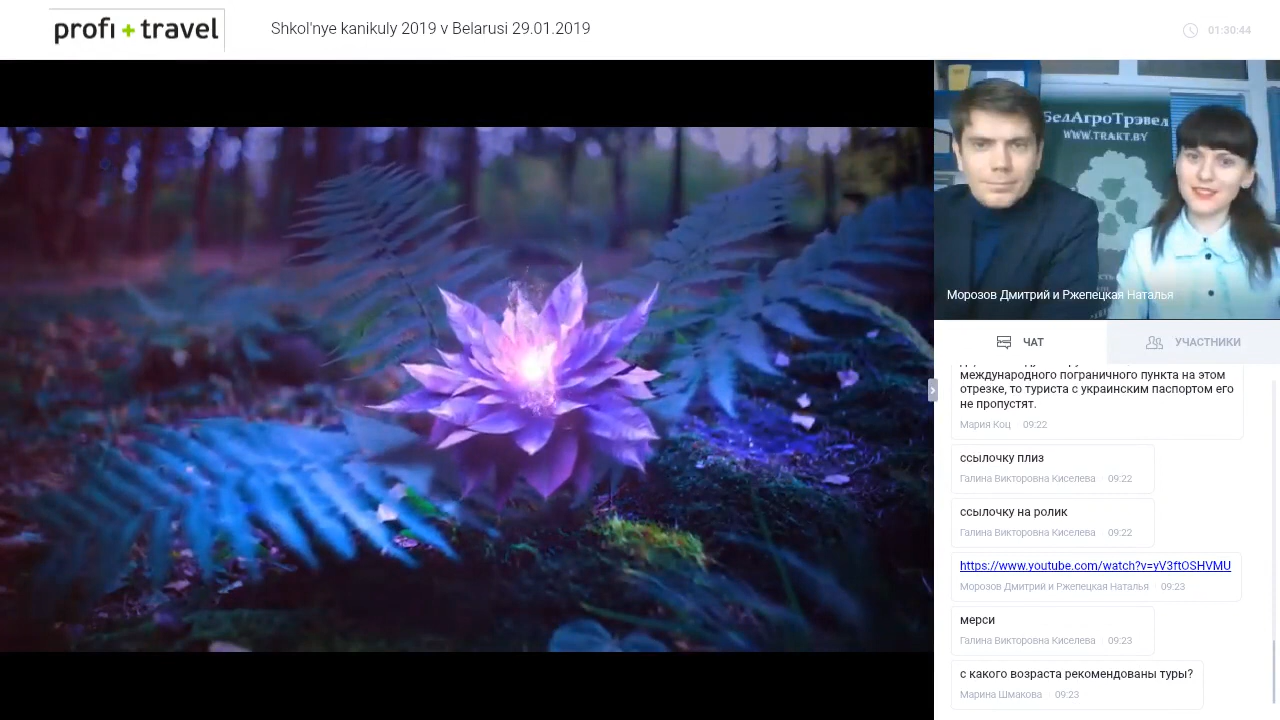 profi + travel
Shkol'nye kanikuly 2019 v Belarusi 29.01.2019
01:30:44
БелАгроТрэвел
WWW.TRAKT.BY
Морозов Дмитрий и Ржепецкая Наталья
ЧАТ
УЧАСТНИКИ
международного пограничного пункта на этом
отрезке, то туриста с украинским паспортом его
не пропустят.
Мария Коц 09:22
ссылочку плиз
Галина Викторовна Киселева 09:22
ссылочку на ролик
Галина Викторовна Киселева 09:22
https://www.youtube.com/watch?v=yV3ftOSHVMU
Морозов Дмитрий и Ржепецкая Наталья 09:23
мерси
Галина Викторовна Киселева 09:23
с какого возраста рекомендованы туры?
Марина Шмакова 09:23